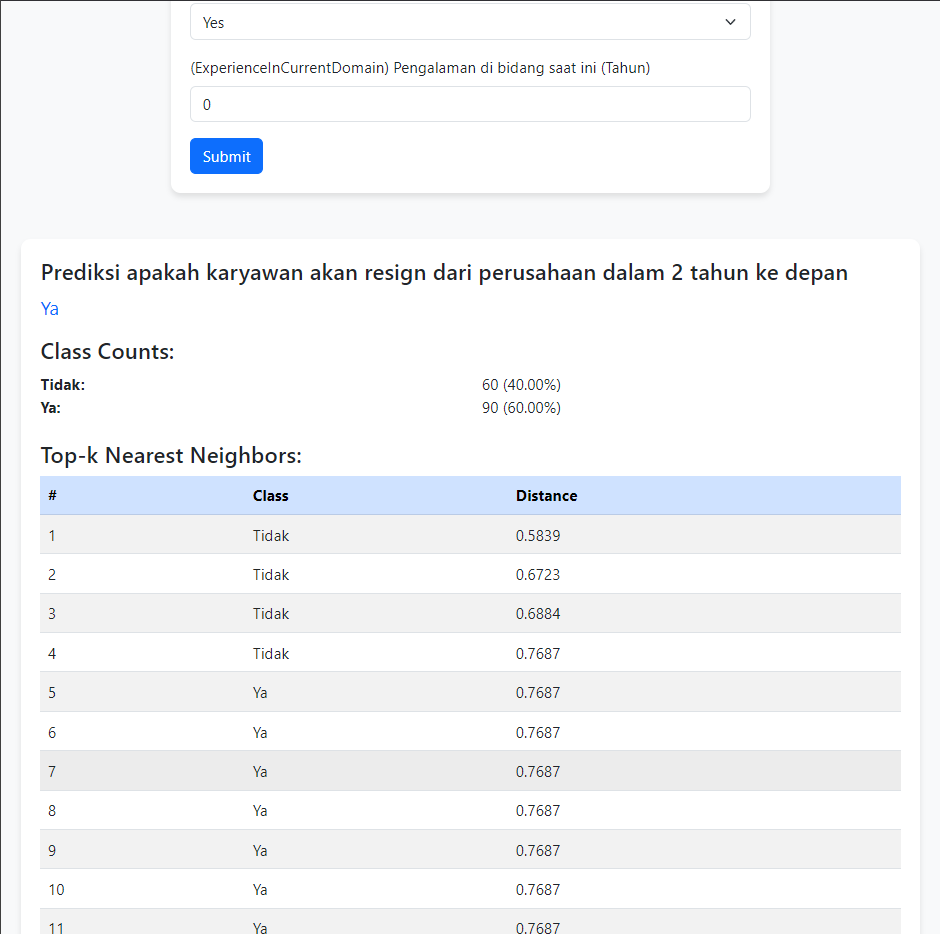 Yes
(ExperienceInCurrentDomain) Pengalaman di bidang saat ini (Tahun)
0
Submit
Prediksi apakah karyawan akan resign dari perusahaan dalam 2 tahun ke depan
Ya
Class Counts:
Tidak: 60 (40.00%)
Ya: 90 (60.00%)
Top-k Nearest Neighbors:
# Class Distance
1 Tidak 0.5839
2 Tidak 0.6723
3 Tidak 0.6884
4 Tidak 0.7687
5 Ya 0.7687
6 Ya 0.7687
7 Ya 0.7687
8 Ya 0.7687
9 Ya 0.7687
10 Ya 0.7687
11 Ya 0.7687